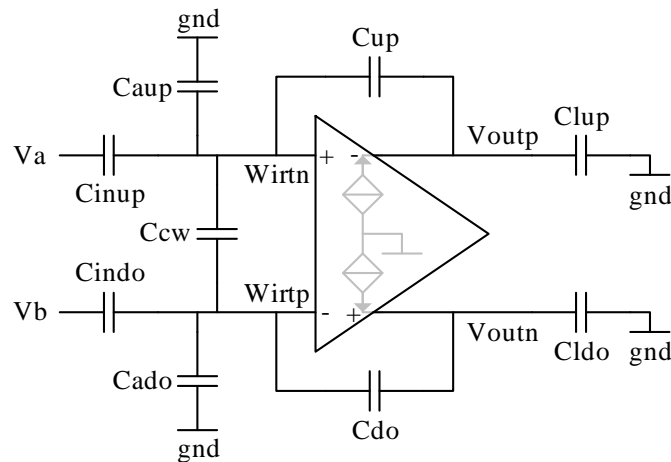 gnd
Cup
Caup
Clup
Voutp
Va
+ -
Wirtn
Cinup
gnd
Ccw
Cindo
Wirtp
Vb
- +
Voutn
Cldo
gnd
Cado
Cdo
gnd